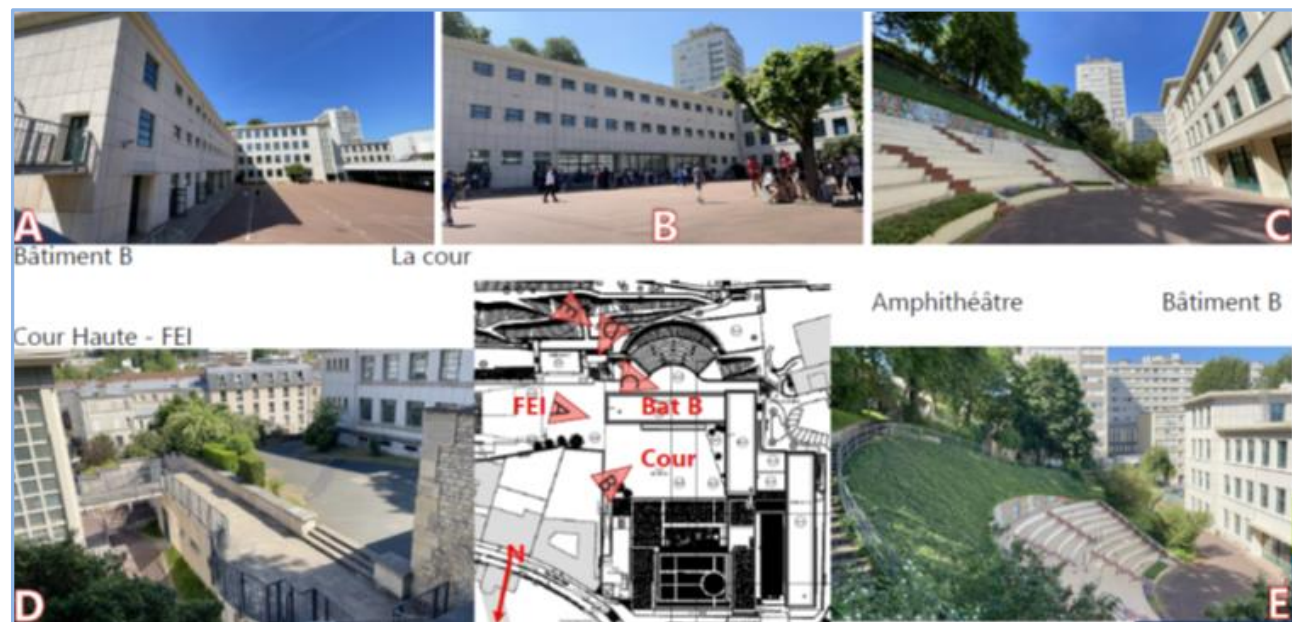 A
B
C
Bâtiment B
La cour
Amphithéâtre
Bâtiment B
Cour Haute - FEI
FEI
A
Bat B
Cour
B
N
D
E